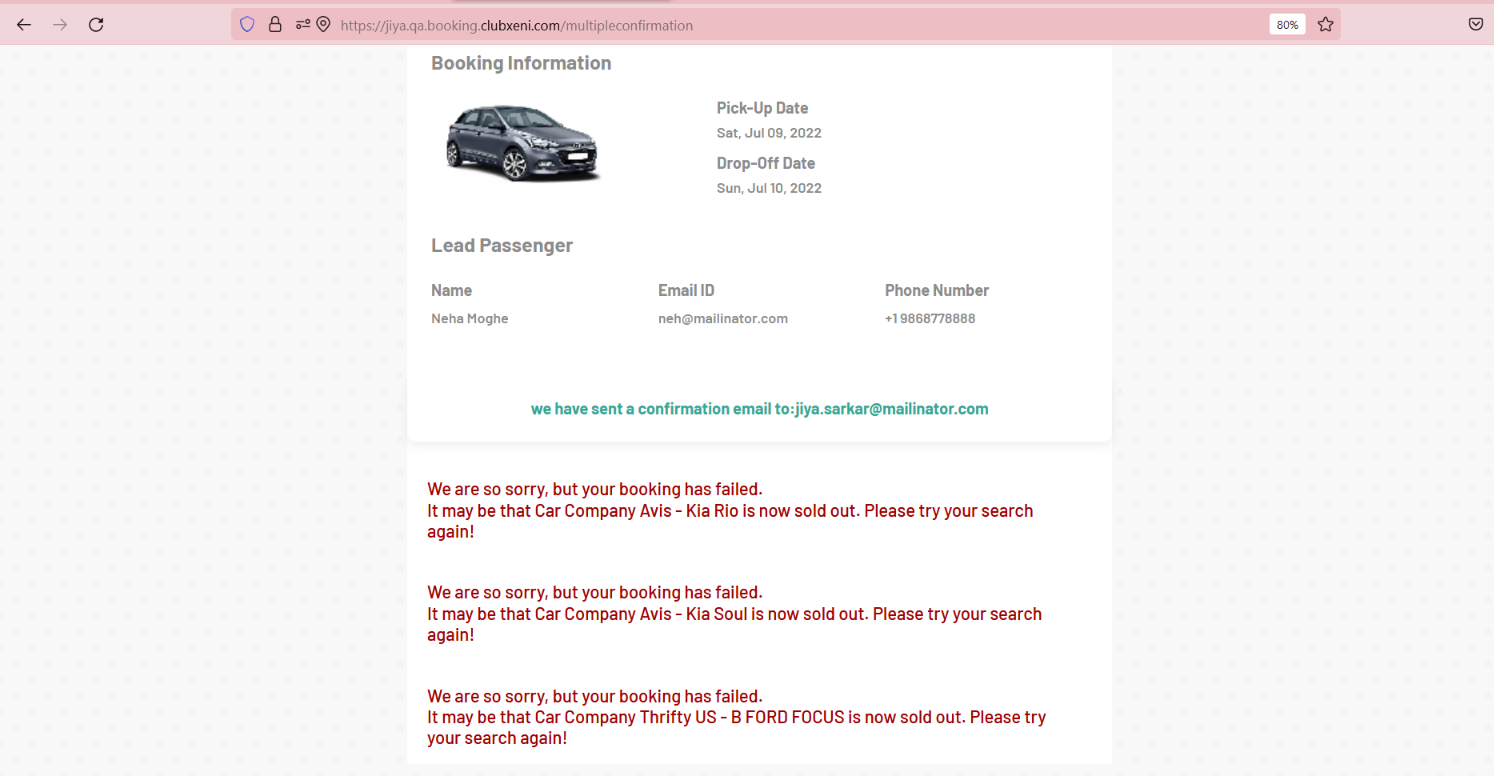 https://jiya.qa.booking.clubxeni.com/multipleconfirmation
80%
Booking Information
Pick-Up Date
Sat, Jul 09, 2022
Drop-Off Date
Sun, Jul 10, 2022
Lead Passenger
Name Email ID Phone Number
Neha Moghe neh@mailinator.com +1 9868778888
we have sent a confirmation email to:jiya.sarkar@mailinator.com
We are so sorry, but your booking has failed.
It may be that Car Company Avis - Kia Rio is now sold out. Please try your search
again!
We are so sorry, but your booking has failed.
It may be that Car Company Avis - Kia Soul is now sold out. Please try your search
again!
We are so sorry, but your booking has failed.
It may be that Car Company Thrifty US - B FORD FOCUS is now sold out. Please try
your search again!